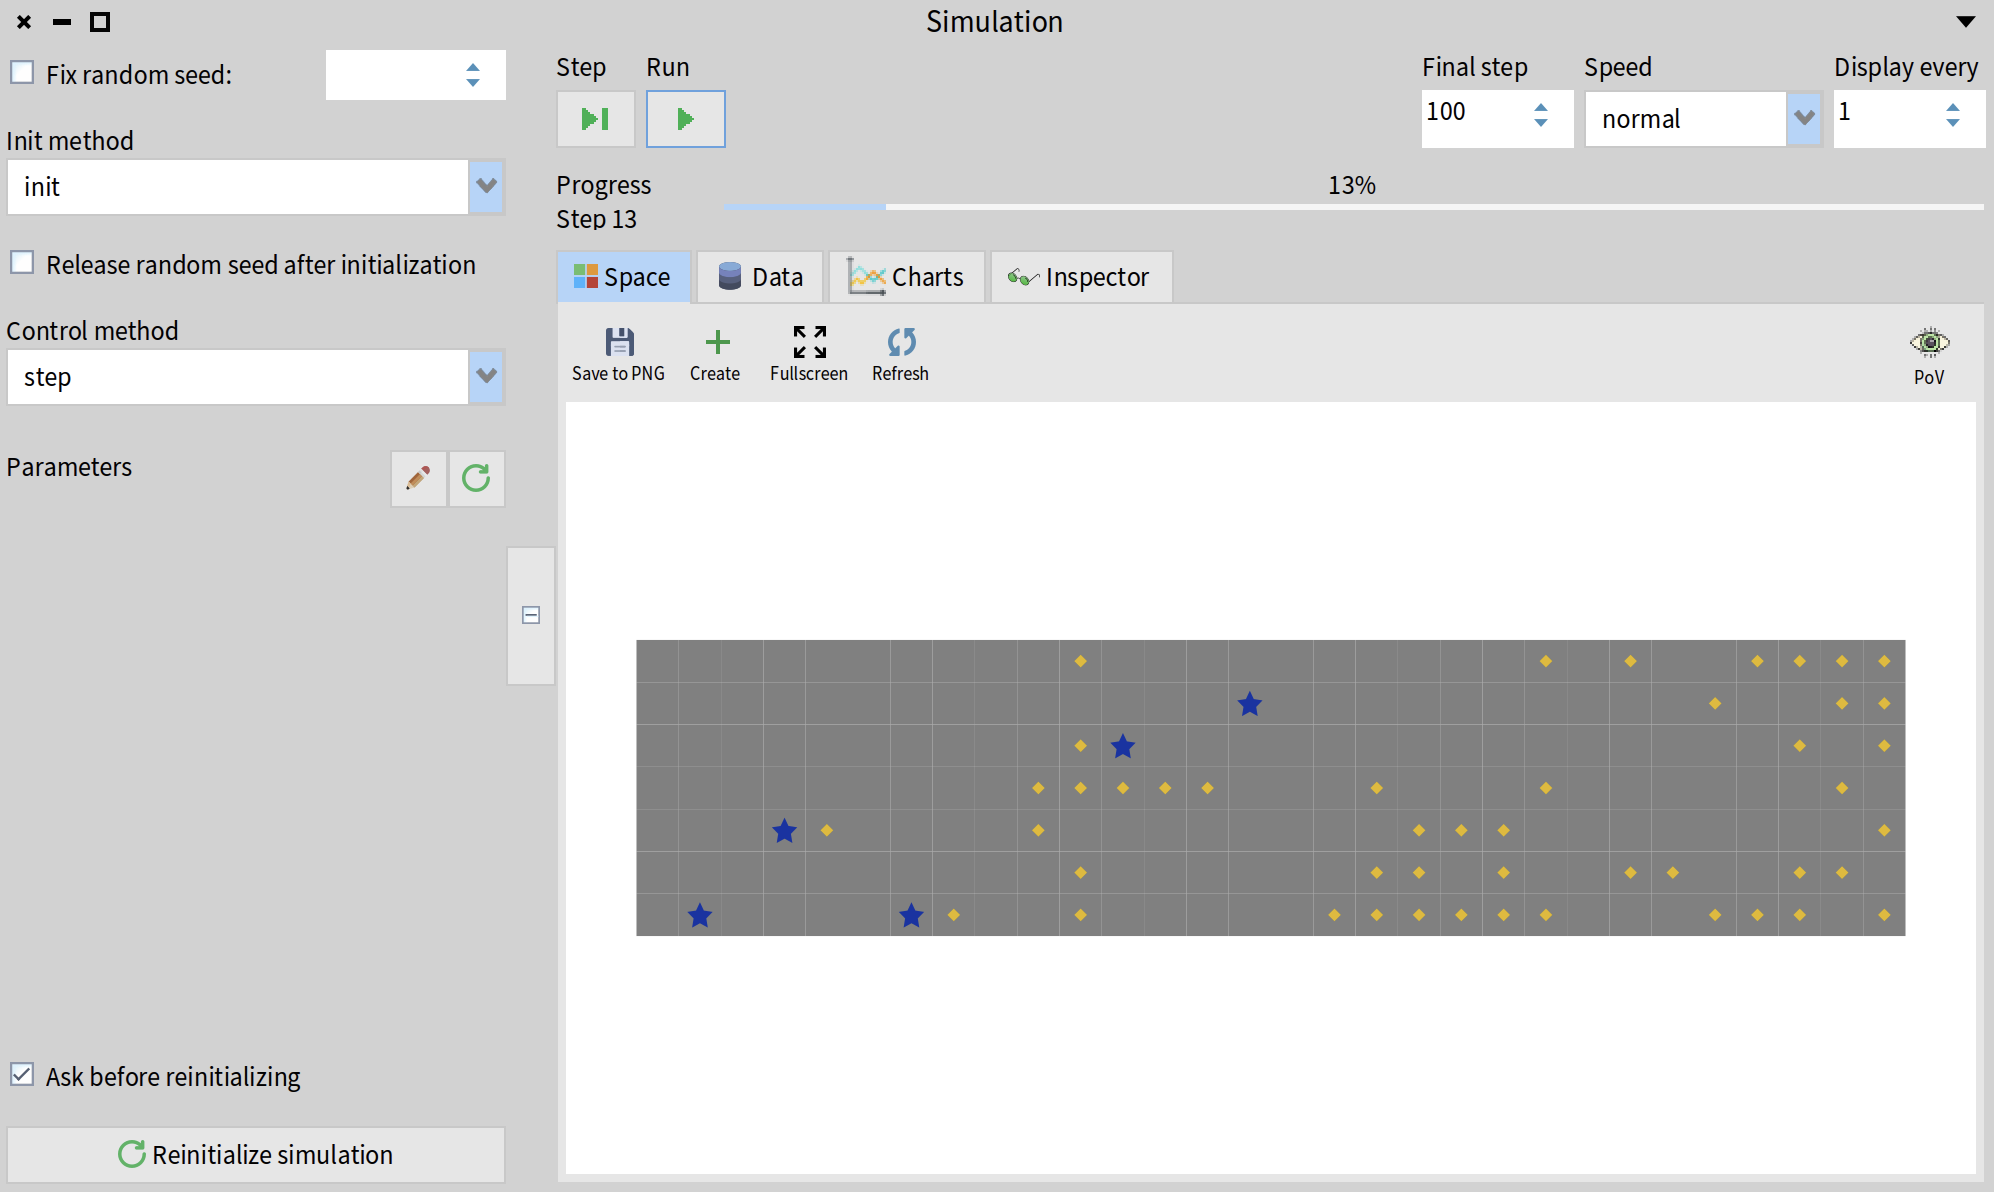 Simulation
Fix random seed:
Init method
init
Release random seed after initialization
Control method
step
Parameters
Ask before reinitializing
Reinitialize simulation
Step Run
Final step Speed Display every
100 normal 1
Progress 13%
Step 13
Space Data Charts Inspector
Save to PNG Create Fullscreen Refresh PoV